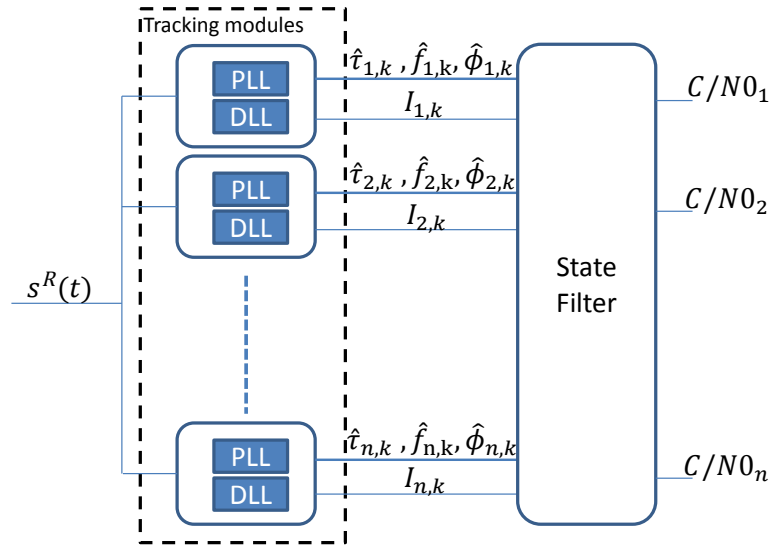 Tracking modules
PLL
DLL
τ̂₁,ₖ , f̂₁,ₖ, ϕ̂₁,ₖ
I₁,ₖ
C/N0₁
PLL
DLL
τ̂₂,ₖ , f̂₂,ₖ, ϕ̂₂,ₖ
I₂,ₖ
C/N0₂
sᴿ(t)
State
Filter
PLL
DLL
τ̂ₙ,ₖ , f̂ₙ,ₖ, ϕ̂ₙ,ₖ
Iₙ,ₖ
C/N0ₙ